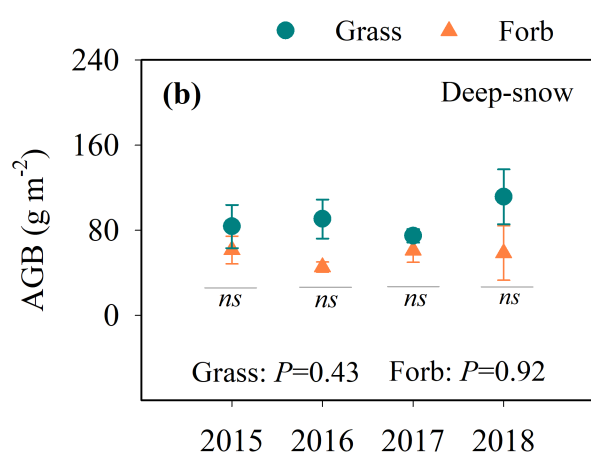 Grass Forb
(b) Deep-snow
AGB (g m⁻²)
240
160
80
0
ns ns ns ns
Grass: P=0.43 Forb: P=0.92
2015 2016 2017 2018